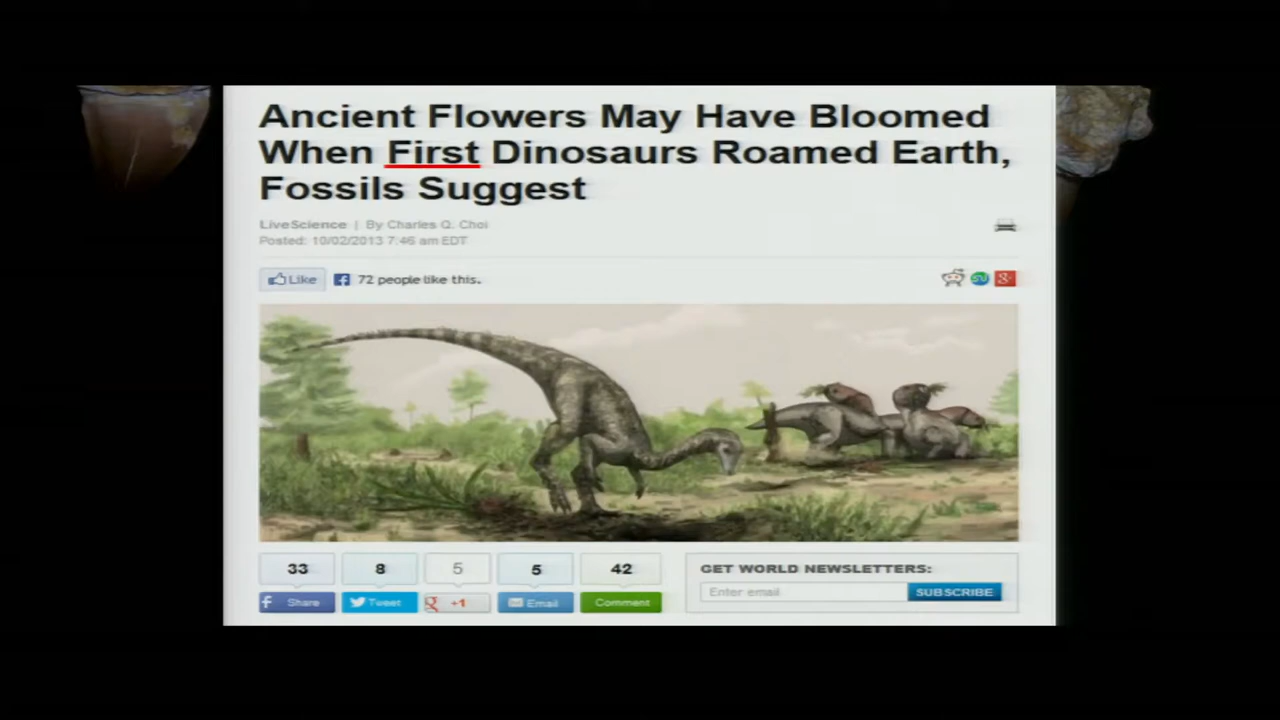 Ancient Flowers May Have Bloomed
When First Dinosaurs Roamed Earth,
Fossils Suggest
LiveScience | By Charles Q. Choi
Posted: 10/02/2013 7:46 am EDT
Like
72 people like this.
33 8 5 5 42
Share Tweet +1 Email Comment
GET WORLD NEWSLETTERS:
Enter email SUBSCRIBE